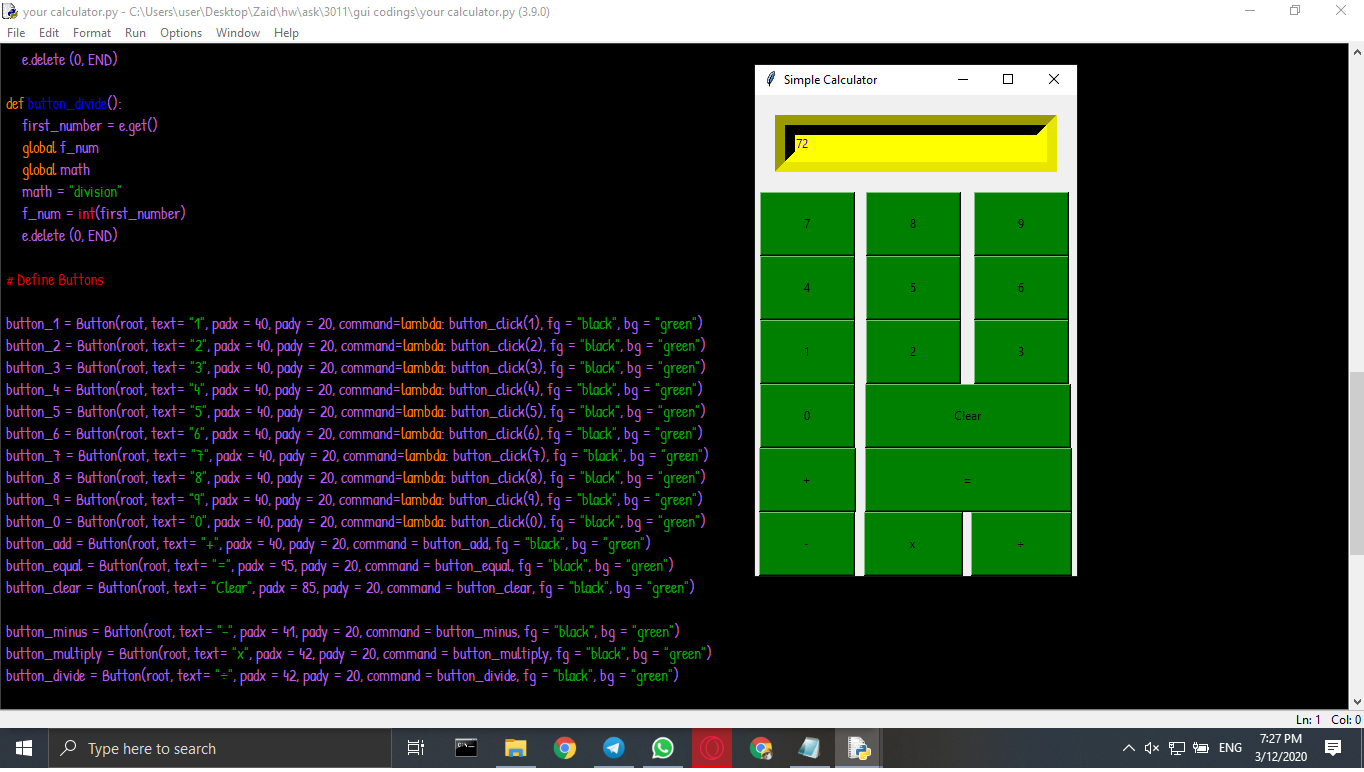 your calculator.py - C:\Users\user\Desktop\Zaid\hw\ask\3011\gui codings\your calculator.py (3.9.0)
File Edit Format Run Options Window Help
e.delete (0, END)
def button_divide():
first_number = e.get()
global f_num
global math
math = "division"
f_num = int(first_number)
e.delete (0, END)
# Define Buttons
button_1 = Button(root, text= "1", padx = 40, pady = 20, command=lambda: button_click(1), fg = "black", bg = "green")
button_2 = Button(root, text= "2", padx = 40, pady = 20, command=lambda: button_click(2), fg = "black", bg = "green")
button_3 = Button(root, text= "3", padx = 40, pady = 20, command=lambda: button_click(3), fg = "black", bg = "green")
button_4 = Button(root, text= "4", padx = 40, pady = 20, command=lambda: button_click(4), fg = "black", bg = "green")
button_5 = Button(root, text= "5", padx = 40, pady = 20, command=lambda: button_click(5), fg = "black", bg = "green")
button_6 = Button(root, text= "6", padx = 40, pady = 20, command=lambda: button_click(6), fg = "black", bg = "green")
button_7 = Button(root, text= "7", padx = 40, pady = 20, command=lambda: button_click(7), fg = "black", bg = "green")
button_8 = Button(root, text= "8", padx = 40, pady = 20, command=lambda: button_click(8), fg = "black", bg = "green")
button_9 = Button(root, text= "9", padx = 40, pady = 20, command=lambda: button_click(9), fg = "black", bg = "green")
button_0 = Button(root, text= "0", padx = 40, pady = 20, command=lambda: button_click(0), fg = "black", bg = "green")
button_add = Button(root, text= "+", padx = 40, pady = 20, command = button_add, fg = "black", bg = "green")
button_equal = Button(root, text= "=", padx = 95, pady = 20, command = button_equal, fg = "black", bg = "green")
button_clear = Button(root, text= "Clear", padx = 85, pady = 20, command = button_clear, fg = "black", bg = "green")
button_minus = Button(root, text= "-", padx = 41, pady = 20, command = button_minus, fg = "black", bg = "green")
button_multiply = Button(root, text= "x", padx = 42, pady = 20, command = button_multiply, fg = "black", bg = "green")
button_divide = Button(root, text= "÷", padx = 42, pady = 20, command = button_divide, fg = "black", bg = "green")
Simple Calculator
72
7 8 9
4 5 6
1 2 3
0 Clear
+ =
- x ÷
Ln: 1 Col: 0
Type here to search
ENG
7:27 PM
3/12/2020